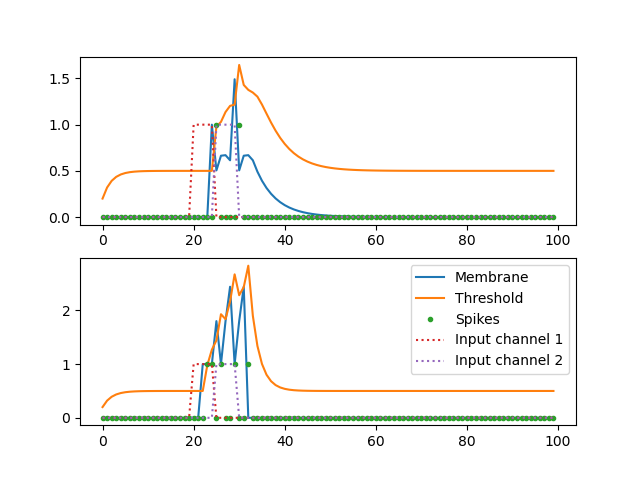 1.5
1.0
0.5
0.0
0 20 40 60 80 100
Membrane
Threshold
Spikes
Input channel 1
Input channel 2
2
1
0
0 20 40 60 80 100